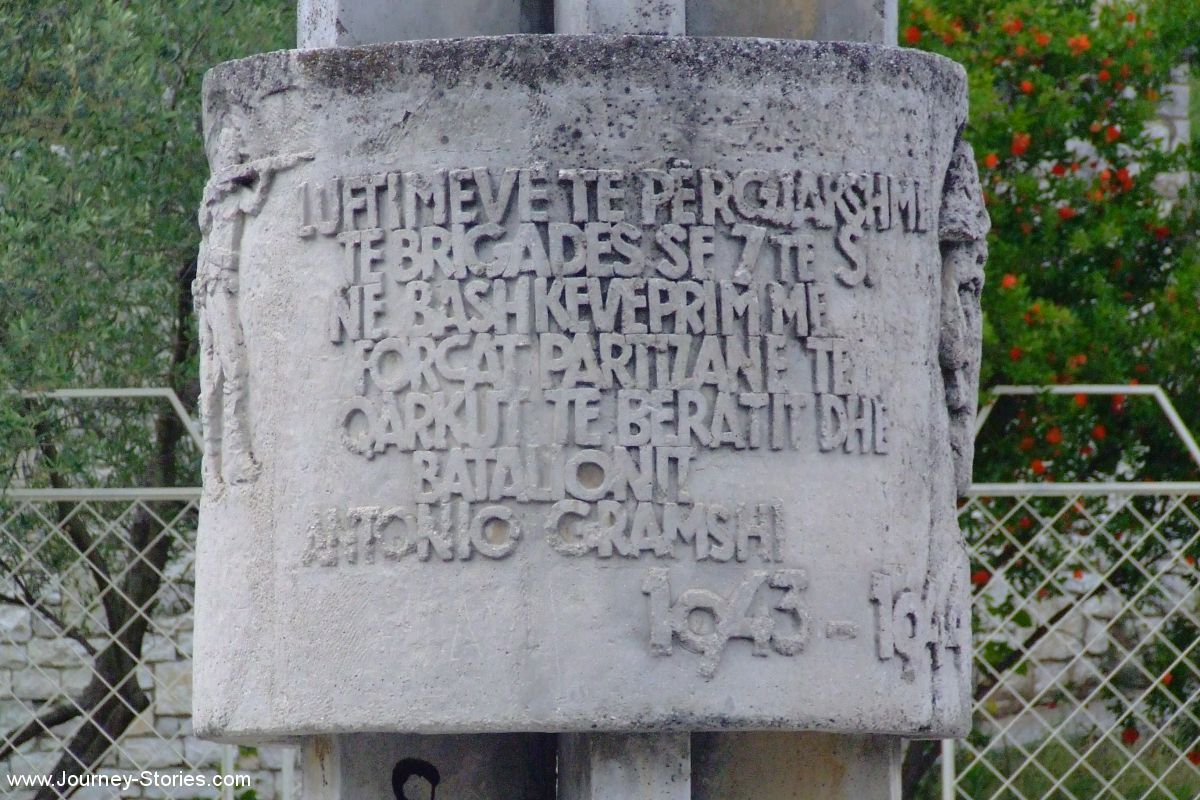 LUFTIMEVE TE PËRGJAKSHME
TE BRIGADES SE 7 TE S.
NE BASHKEVEPRIM ME
FORCAT PARTIZANE TE
QARKUT TE BERATIT DHE
BATALIONIT
ANTONIO GRAMSHI
1943 - 1944
www.Journey-Stories.com